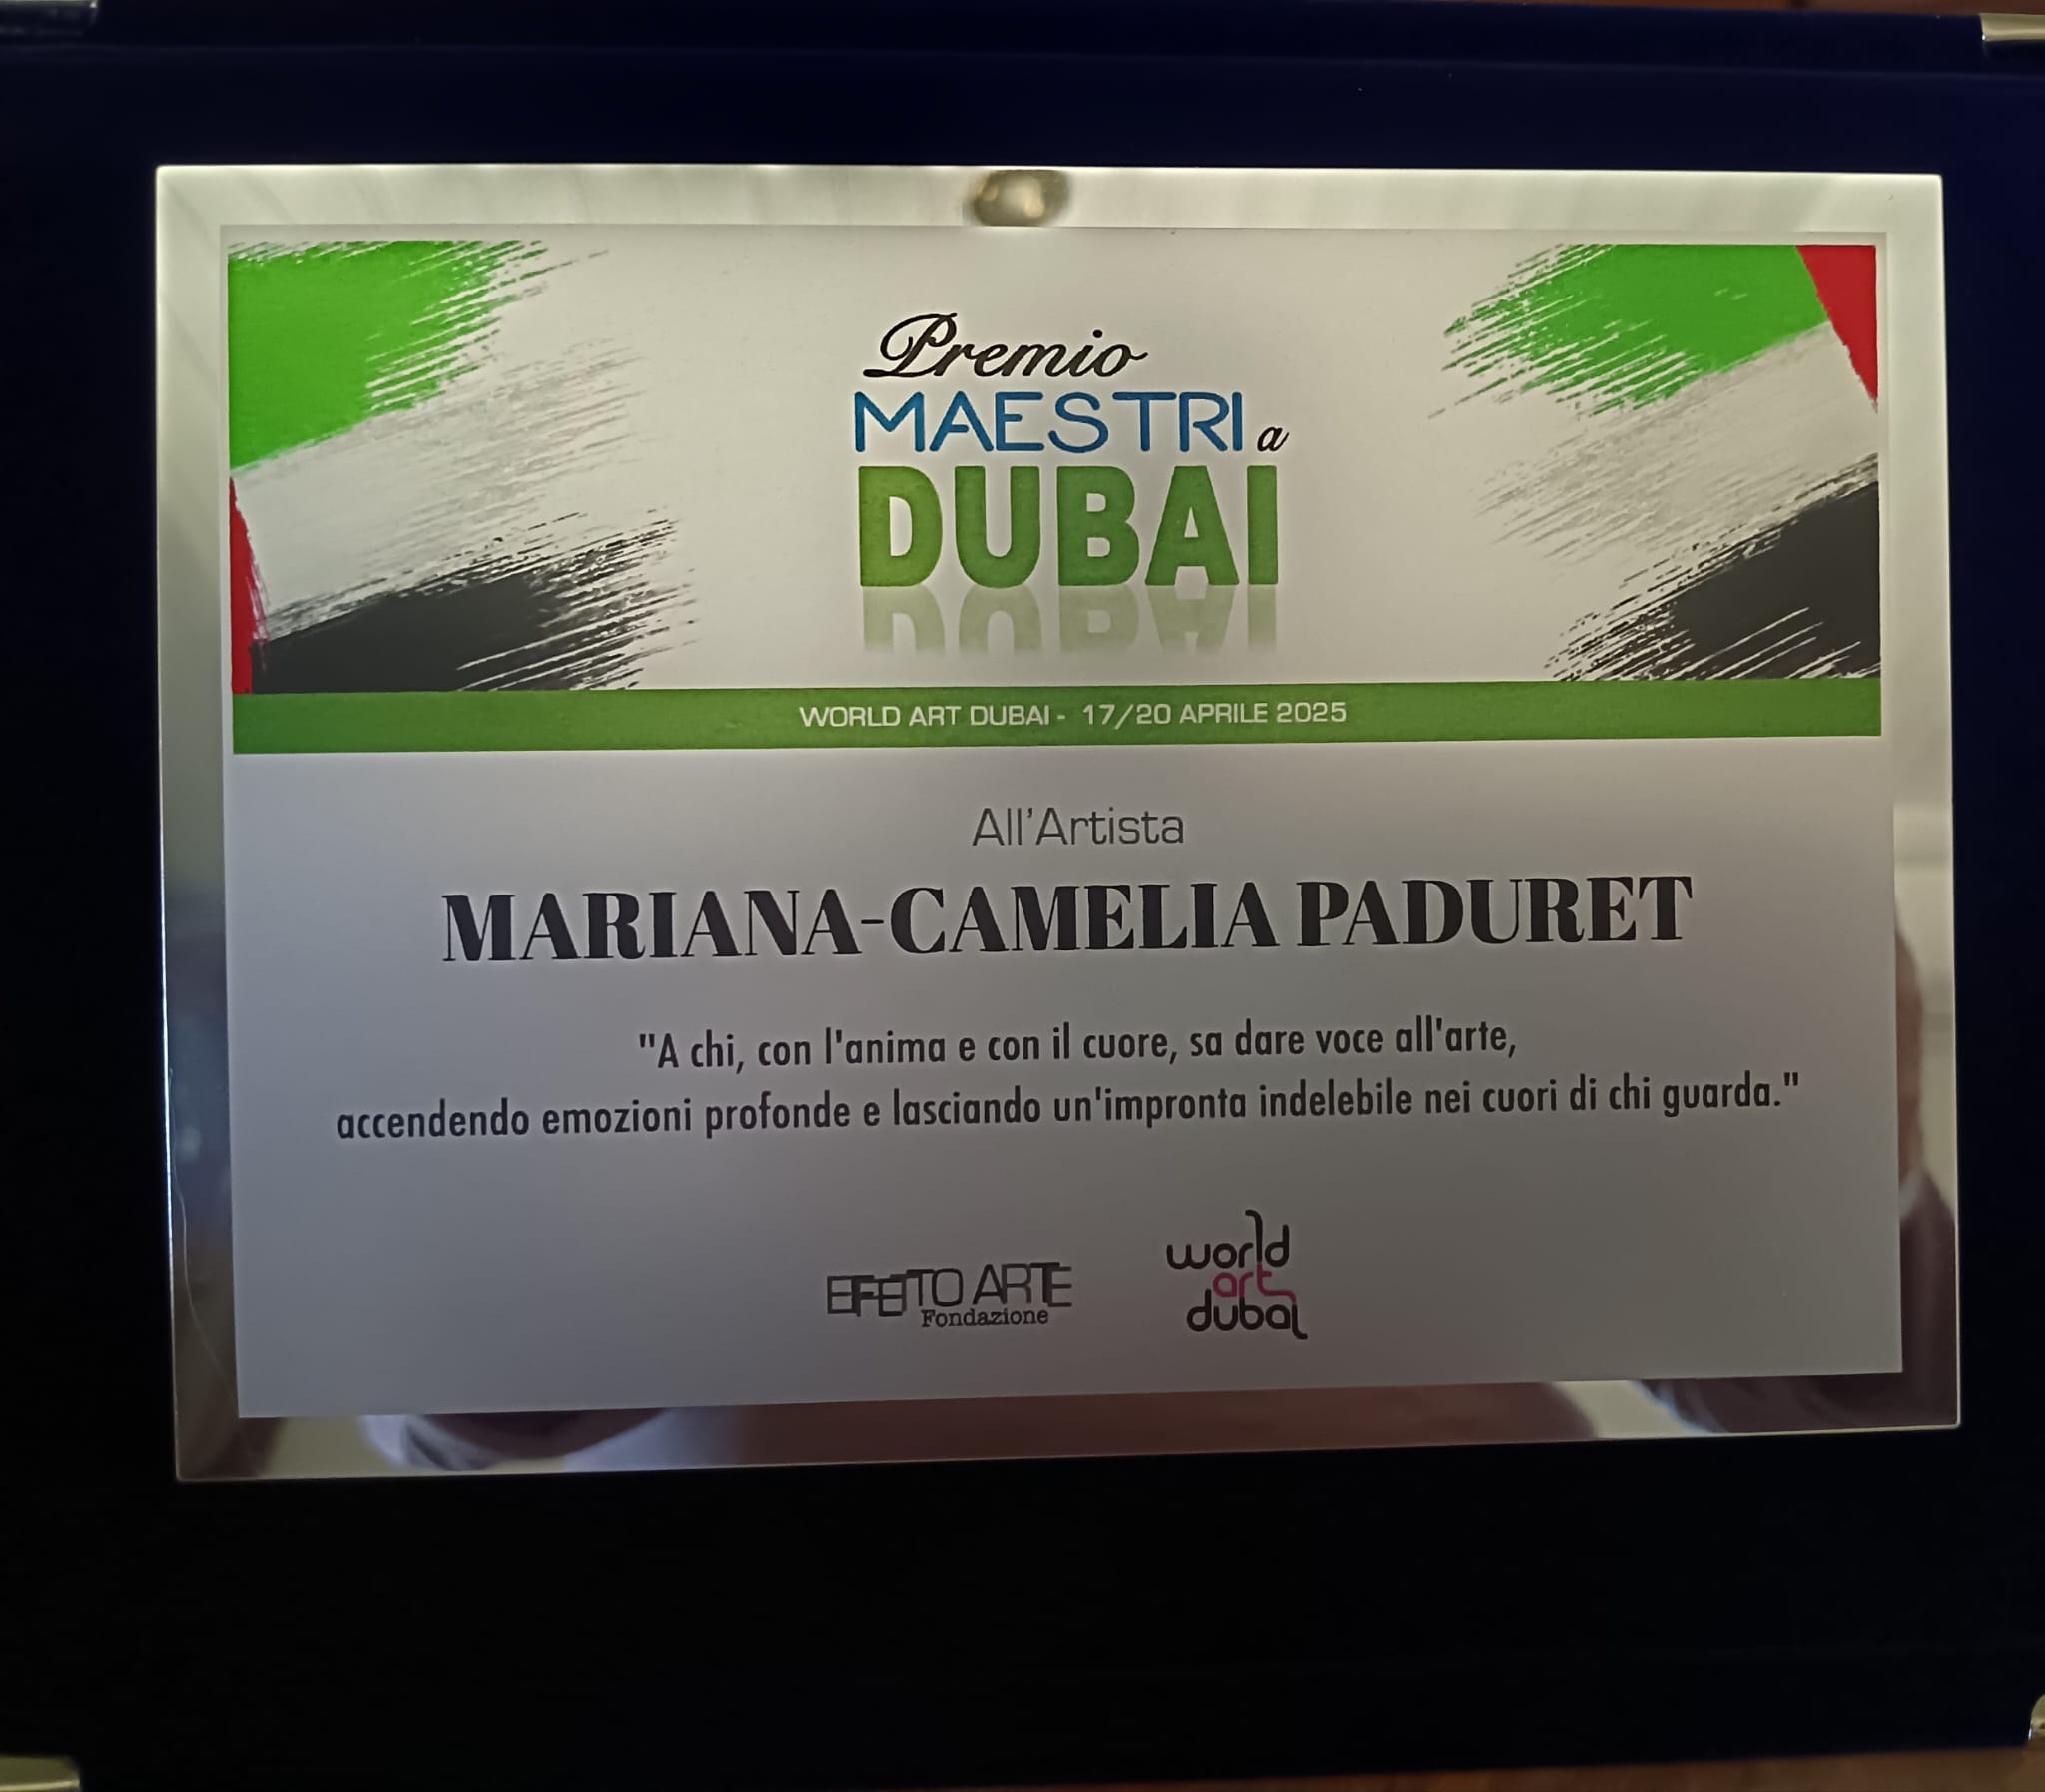 Premio
MAESTRI a
DUBAI
WORLD ART DUBAI - 17/20 APRILE 2025
All'Artista
MARIANA-CAMELIA PADURET
"A chi, con l'anima e con il cuore, sa dare voce all'arte,
accendendo emozioni profonde e lasciando un'impronta indelebile nei cuori di chi guarda."
EFFETTO ARTE
Fondazione
world
art
dubai